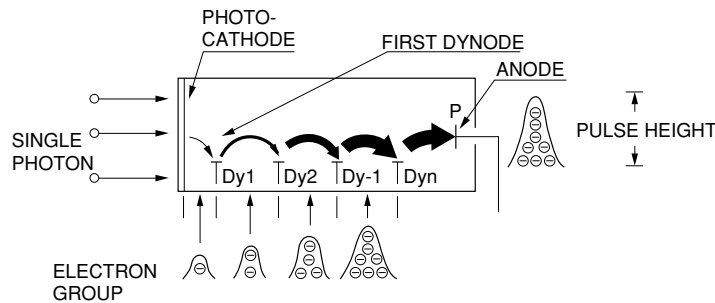 PHOTO-
CATHODE
FIRST DYNODE
ANODE
P
SINGLE
PHOTON
PULSE HEIGHT
Dy1
Dy2
Dy-1
Dyn
ELECTRON
GROUP